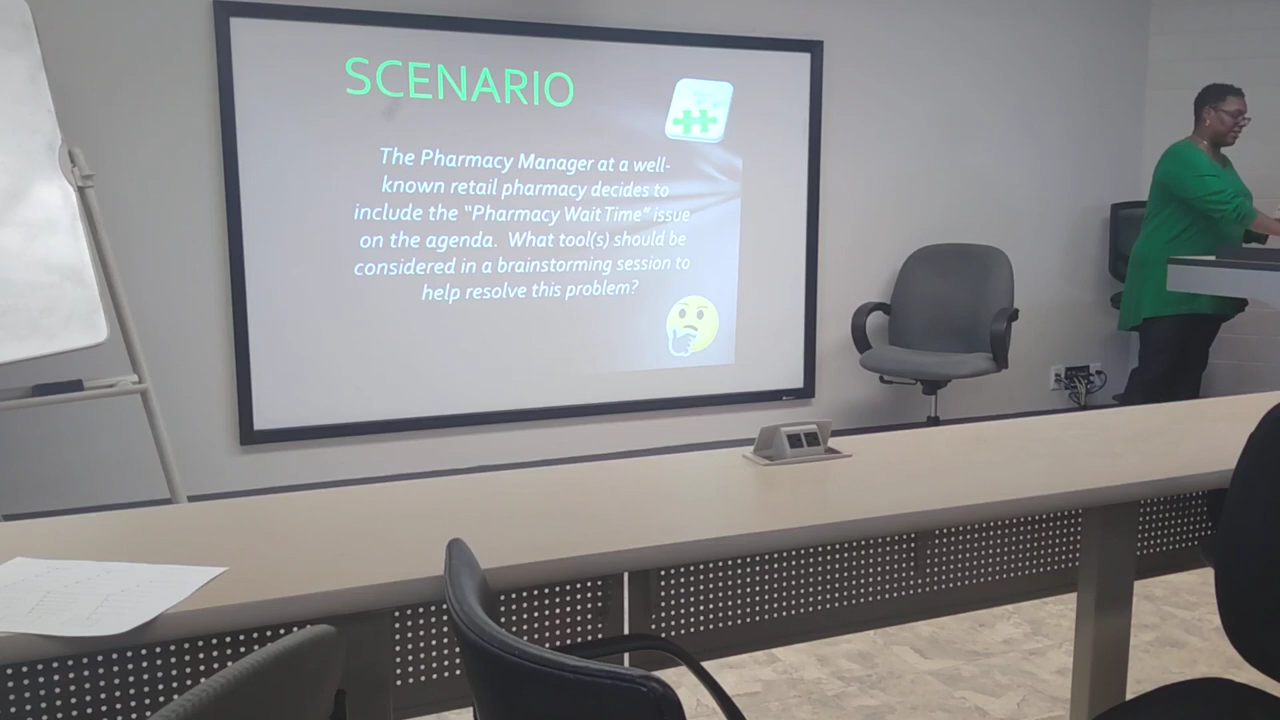 SCENARIO
The Pharmacy Manager at a well-
known retail pharmacy decides to
include the “Pharmacy Wait Time” issue
on the agenda. What tool(s) should be
considered in a brainstorming session to
help resolve this problem?